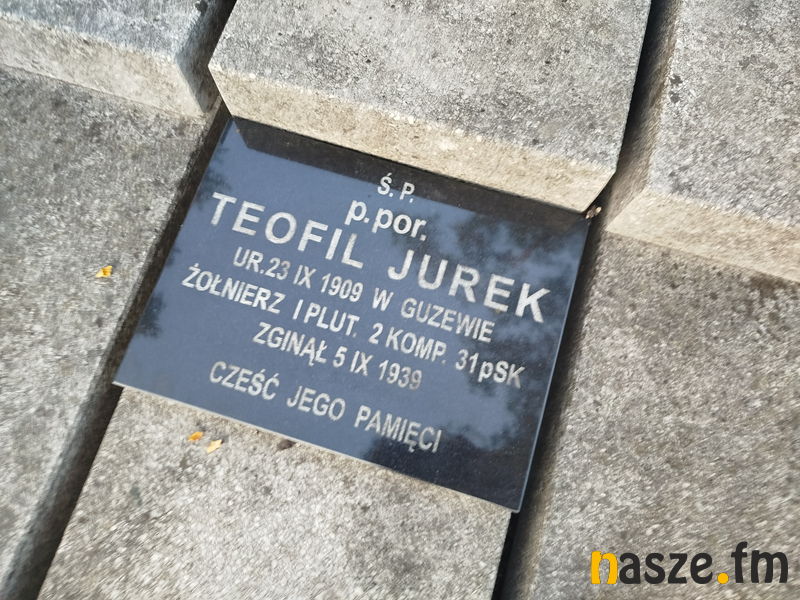 Ś. P.
p.por.
TEOFIL JUREK
UR.23 IX 1909 W GUZEWIE
ŻOŁNIERZ I PLUT. 2 KOMP. 31pSK
ZGINĄŁ 5 IX 1939
CZEŚĆ JEGO PAMIĘCI
nasze.fm